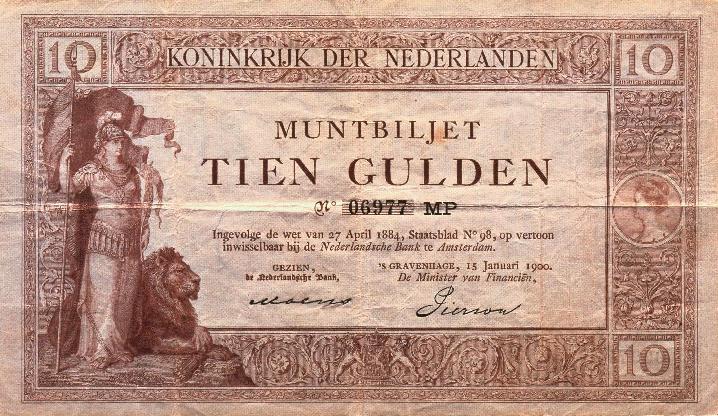 10 KONINKRIJK DER NEDERLANDEN 10
MUNTBILJET
TIEN GULDEN
No 06977 MP
Ingevolge de wet van 27 April 1884, Staatsblad No 98, op vertoon
inwisselbaar bij de Nederlandsche Bank te Amsterdam.
GEZIEN,
de Nederlandsche Bank,
'S GRAVENHAGE, 15 Januari 1900.
De Minister van Financiën,
Pierson
10